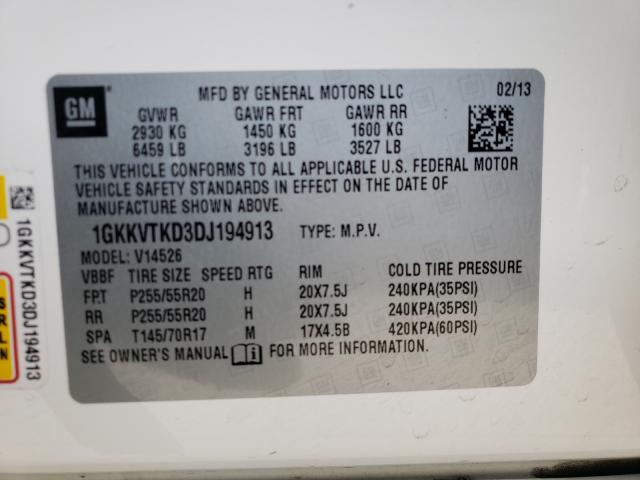 GM
MFD BY GENERAL MOTORS LLC 02/13
GVWR GAWR FRT GAWR RR
2930 KG 1450 KG 1600 KG
6459 LB 3196 LB 3527 LB
THIS VEHICLE CONFORMS TO ALL APPLICABLE U.S. FEDERAL MOTOR
VEHICLE SAFETY STANDARDS IN EFFECT ON THE DATE OF
MANUFACTURE SHOWN ABOVE.
1GKKVTKD3DJ194913 TYPE: M.P.V.
MODEL: V14526
VBBF TIRE SIZE SPEED RTG RIM COLD TIRE PRESSURE
FRT P255/55R20 H 20X7.5J 240KPA(35PSI)
RR P255/55R20 H 20X7.5J 240KPA(35PSI)
SPA T145/70R17 M 17X4.5B 420KPA(60PSI)
SEE OWNER'S MANUAL FOR MORE INFORMATION.
1GKKVTKD3DJ194913